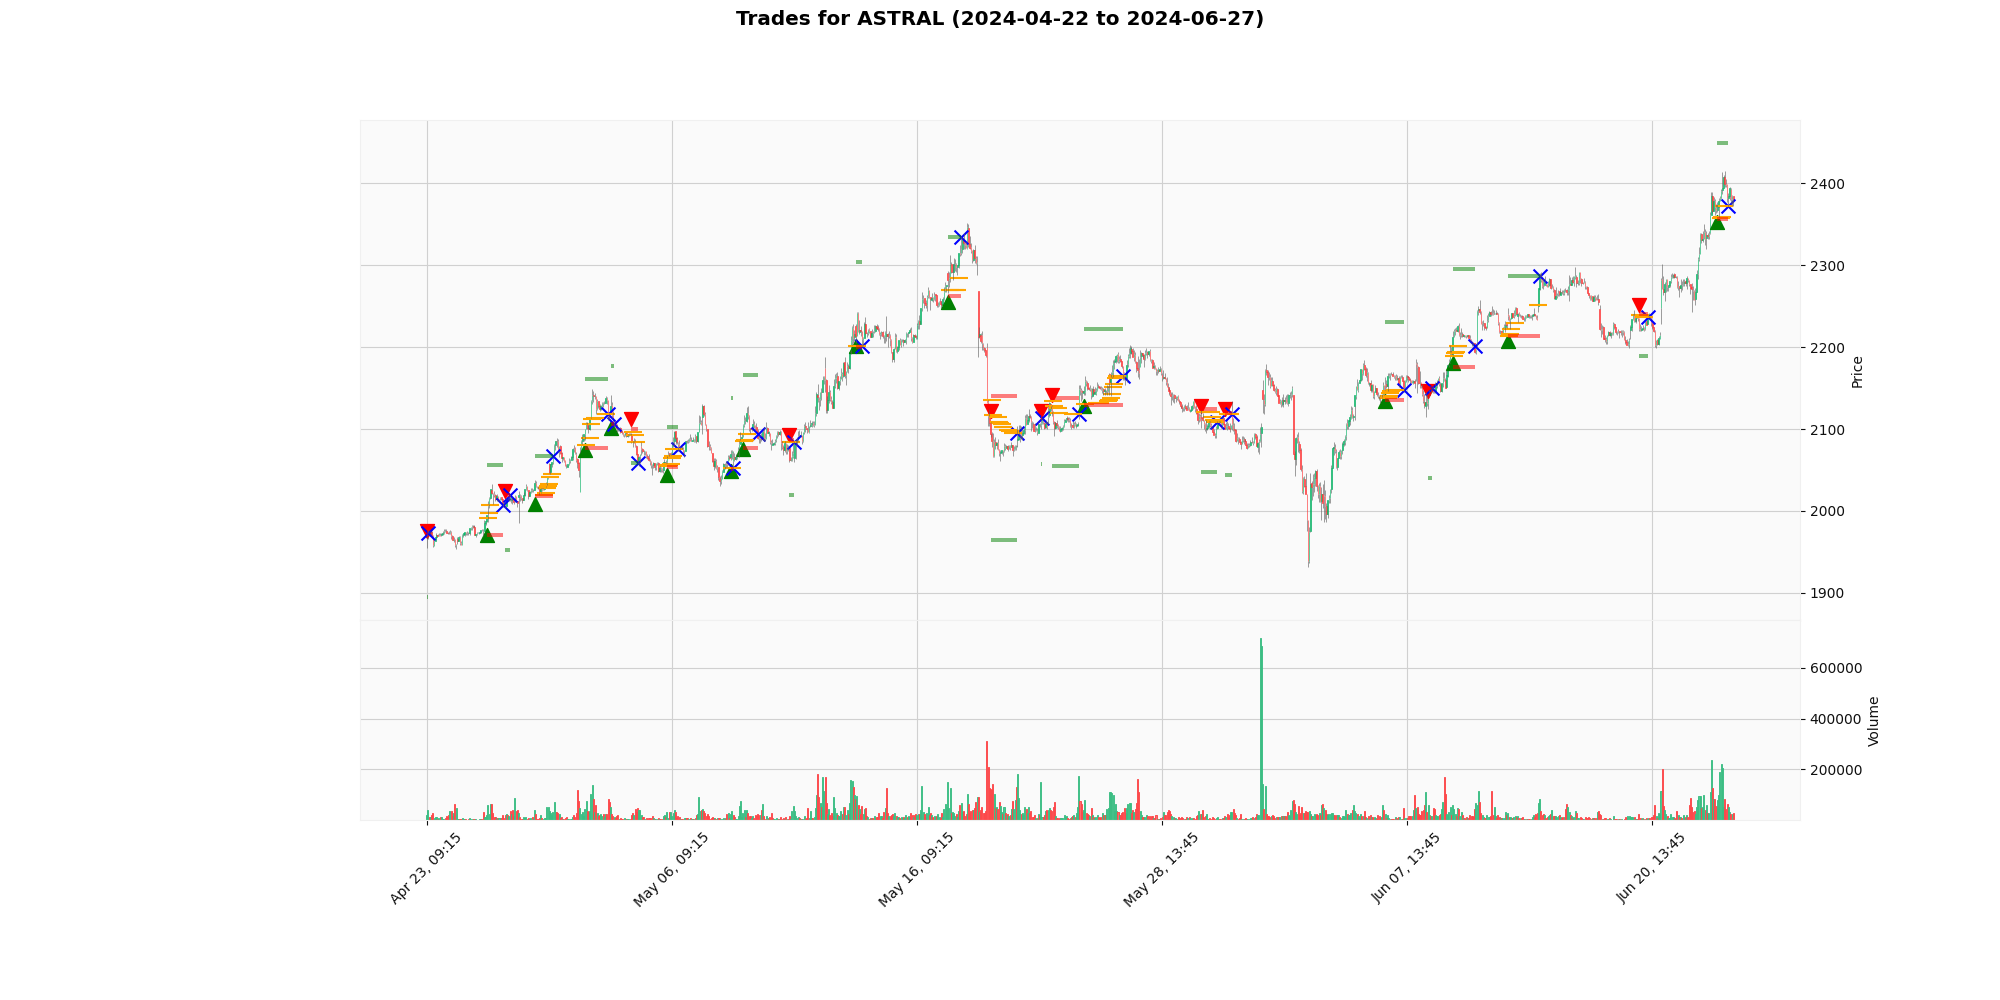 Trades for ASTRAL (2024-04-22 to 2024-06-27)
2400
2300
2200
2100
2000
1900
Price
600000
400000
200000
Volume
Apr 23, 09:15
May 06, 09:15
May 16, 09:15
May 28, 13:45
Jun 07, 13:45
Jun 20, 13:45